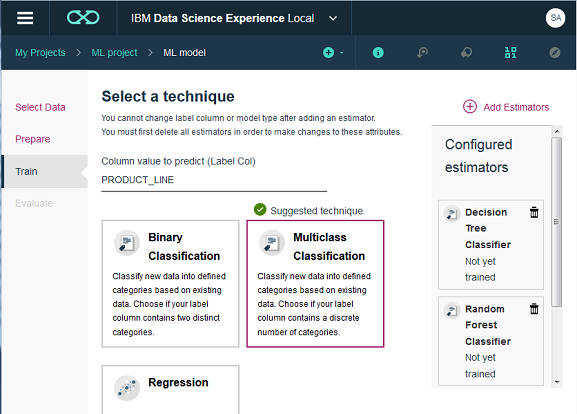 IBM Data Science Experience Local
SA
My Projects > ML project > ML model
Select Data
Prepare
Train
Evaluate
Select a technique
You cannot change label column or model type after adding an estimator.
You must first delete all estimators in order to make changes to these attributes.
Column value to predict (Label Col)
PRODUCT_LINE
Suggested technique.
Binary
Classification
Classify new data into defined
categories based on existing
data. Choose if your label
column contains two distinct
categories.
Multiclass
Classification
Classify new data into defined
categories based on existing
data. Choose if your label
column contains a discrete
number of categories.
Regression
Add Estimators
Configured
estimators
Decision
Tree
Classifier
Not yet
trained
Random
Forest
Classifier
Not yet
trained